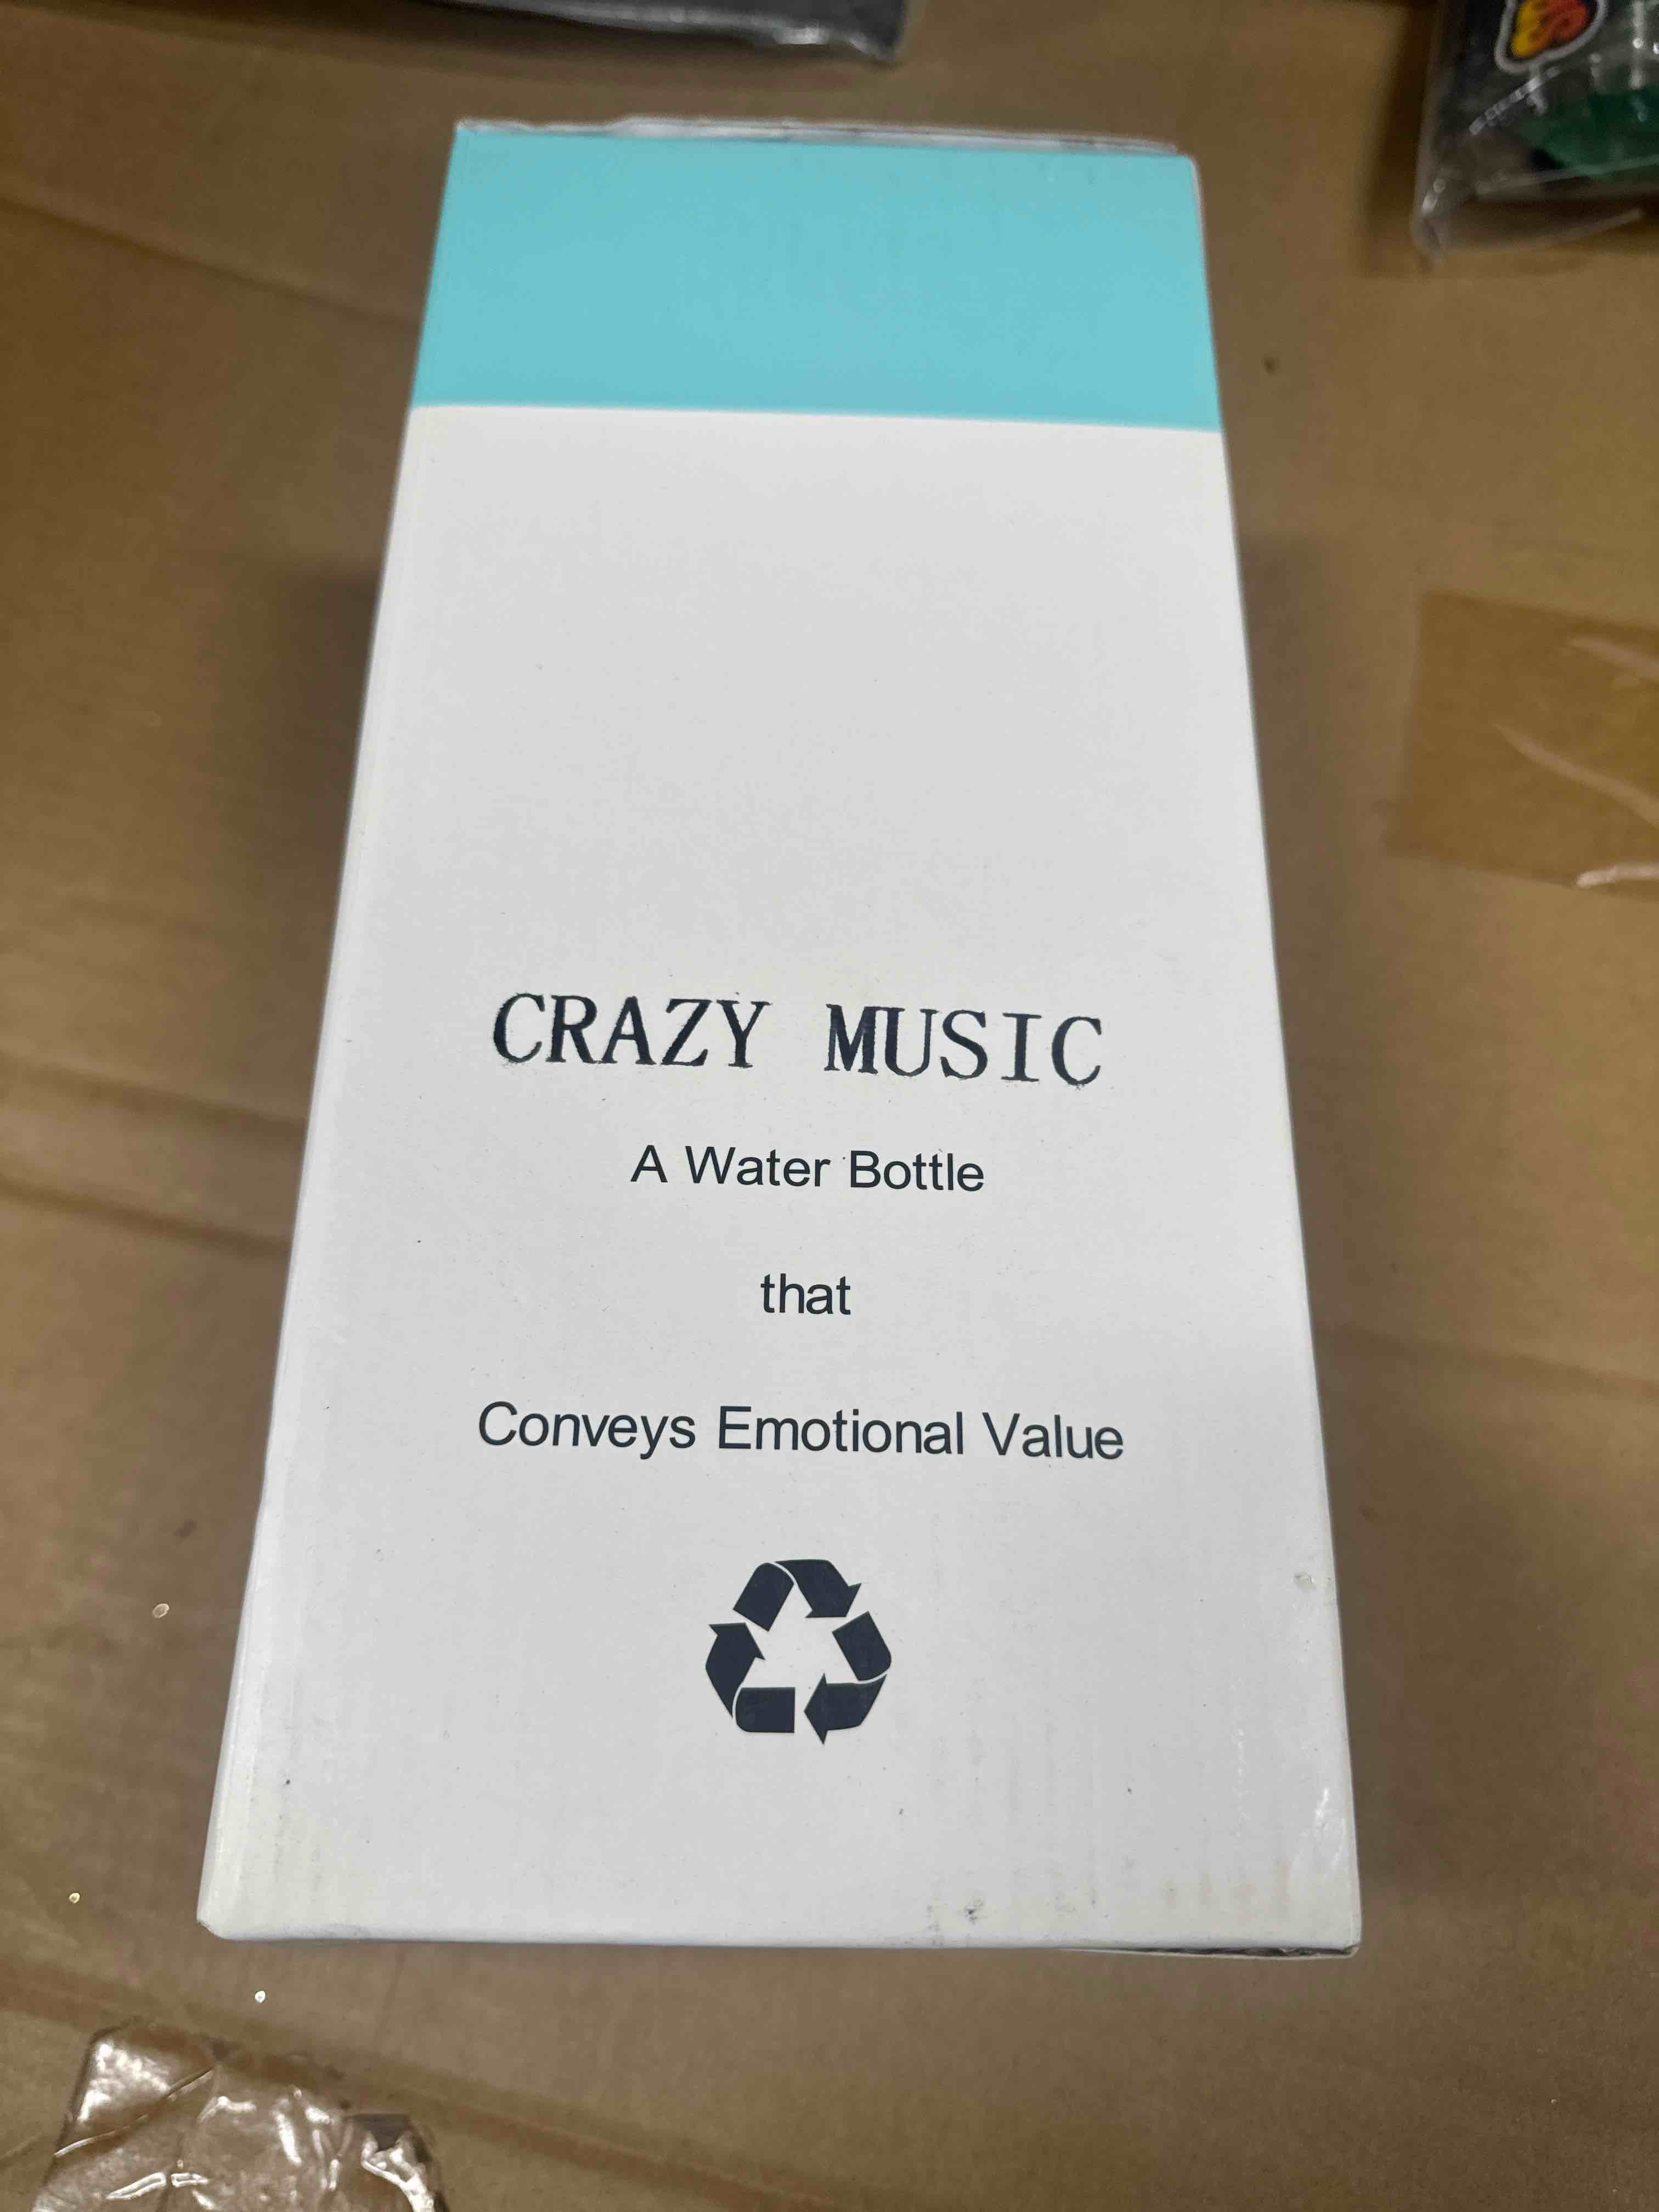 CRAZY MUSIC
A Water Bottle
that
Conveys Emotional Value